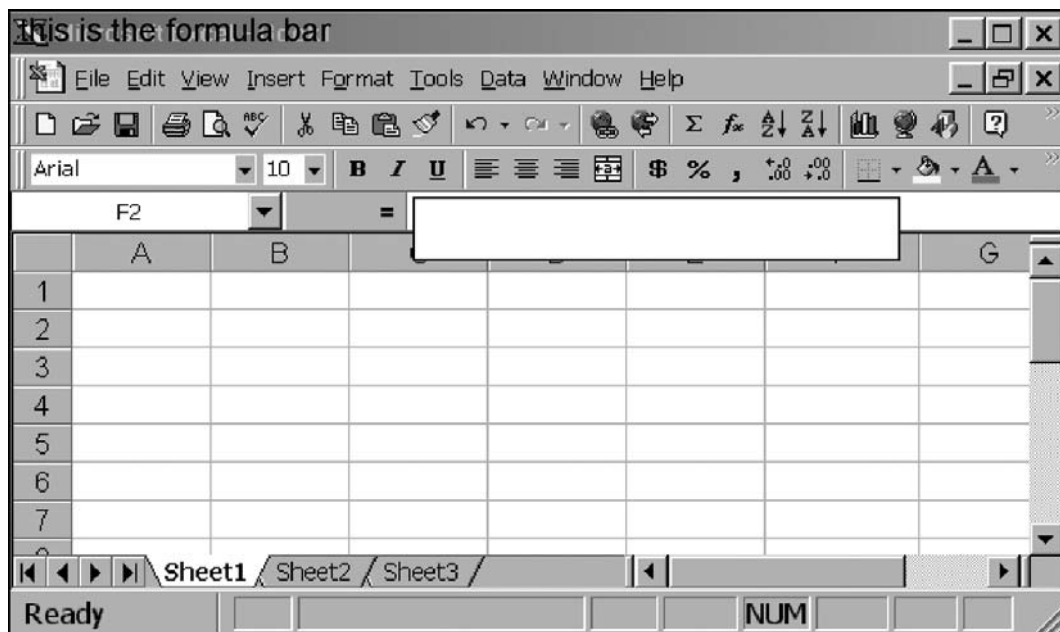 this is the formula bar
File Edit View Insert Format Tools Data Window Help
ABC
Arial 10 B I U $ % ,
F2 =
A B G
1
2
3
4
5
6
7
Sheet1 Sheet2 Sheet3
Ready NUM